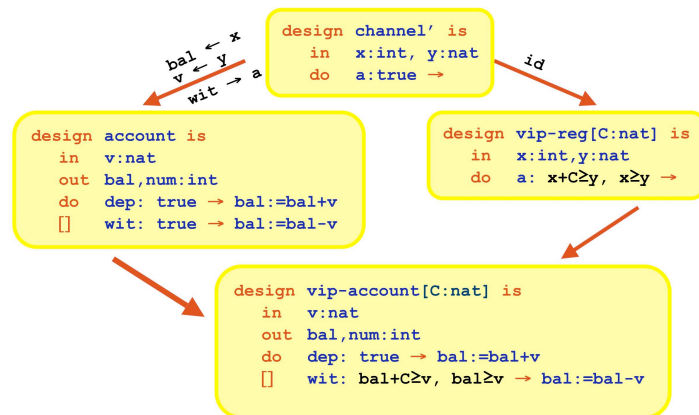 design channel’ is
in x:int, y:nat
do a:true →
bal ← x
v ← y
wit → a
id
design account is
in v:nat
out bal,num:int
do dep: true → bal:=bal+v
[] wit: true → bal:=bal-v
design vip-reg[C:nat] is
in x:int,y:nat
do a: x+C≥y, x≥y →
design vip-account[C:nat] is
in v:nat
out bal,num:int
do dep: true → bal:=bal+v
[] wit: bal+C≥v, bal≥v → bal:=bal-v